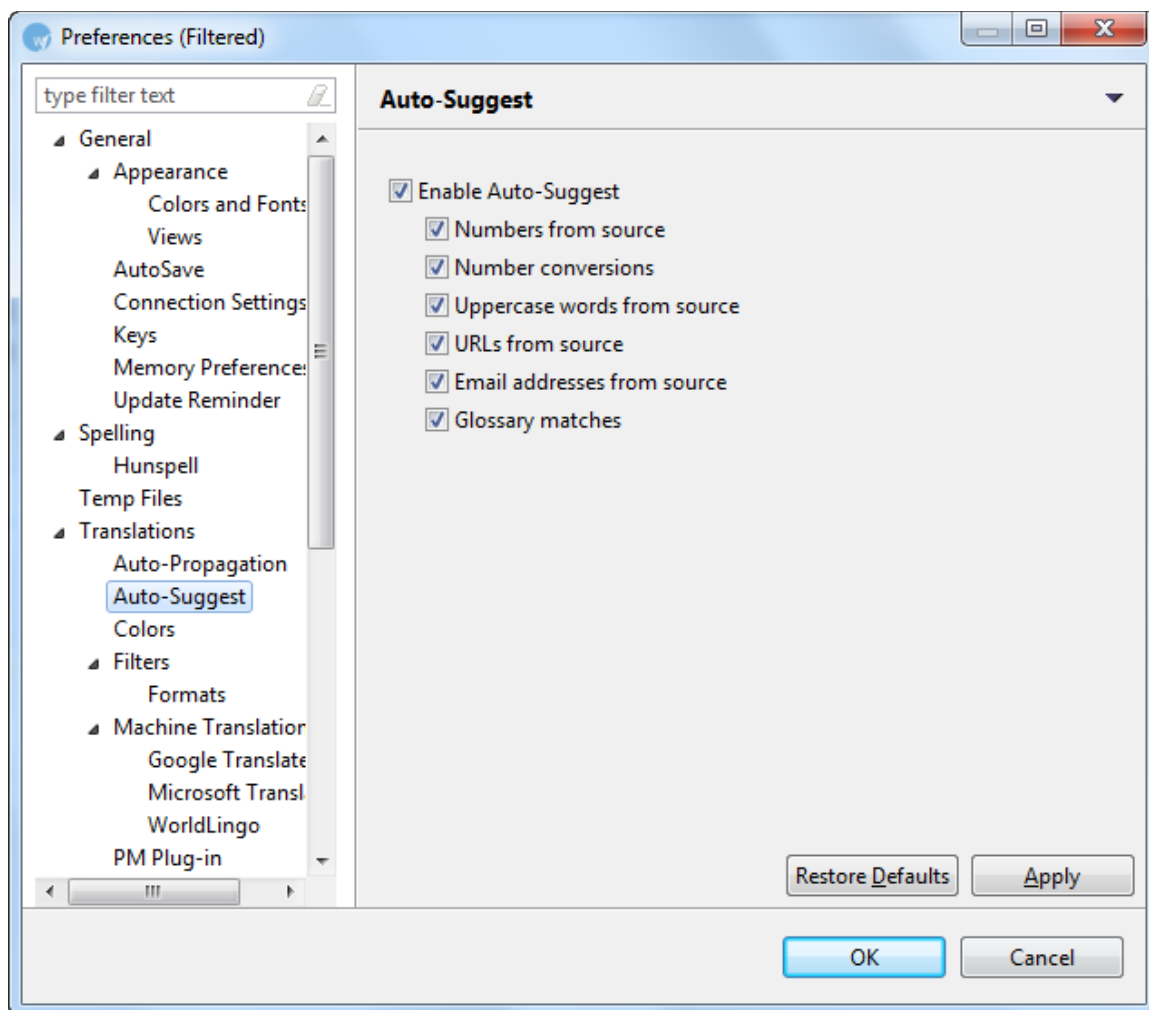 Preferences (Filtered)
type filter text
General
Appearance
Colors and Fonts
Views
AutoSave
Connection Settings
Keys
Memory Preferences
Update Reminder
Spelling
Hunspell
Temp Files
Translations
Auto-Propagation
Auto-Suggest
Colors
Filters
Formats
Machine Translation
Google Translate
Microsoft Transl
WorldLingo
PM Plug-in
Auto-Suggest
Enable Auto-Suggest
Numbers from source
Number conversions
Uppercase words from source
URLs from source
Email addresses from source
Glossary matches
Restore Defaults
Apply
OK
Cancel